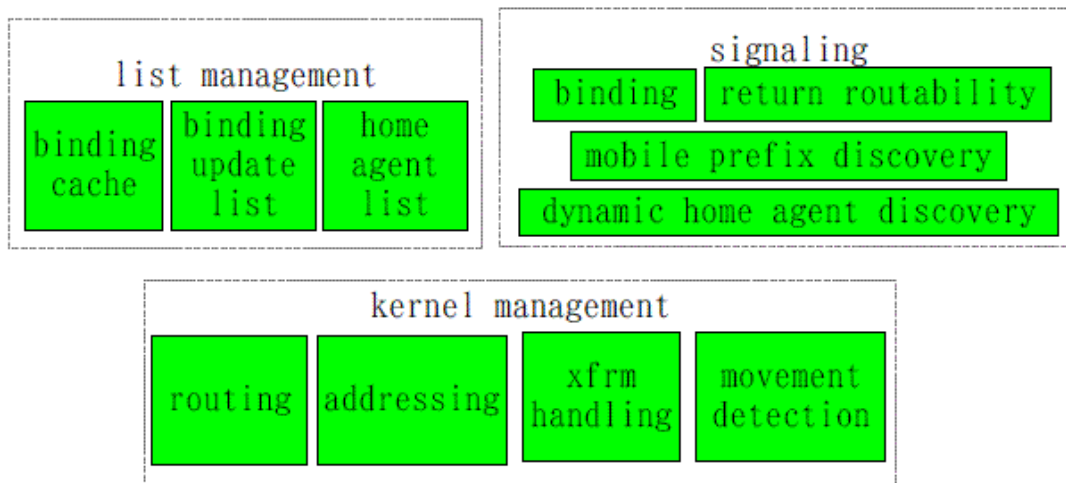 list management
binding
cache
binding
update
list
home
agent
list
signaling
binding
return routability
mobile prefix discovery
dynamic home agent discovery
kernel management
routing
addressing
xfrm
handling
movement
detection